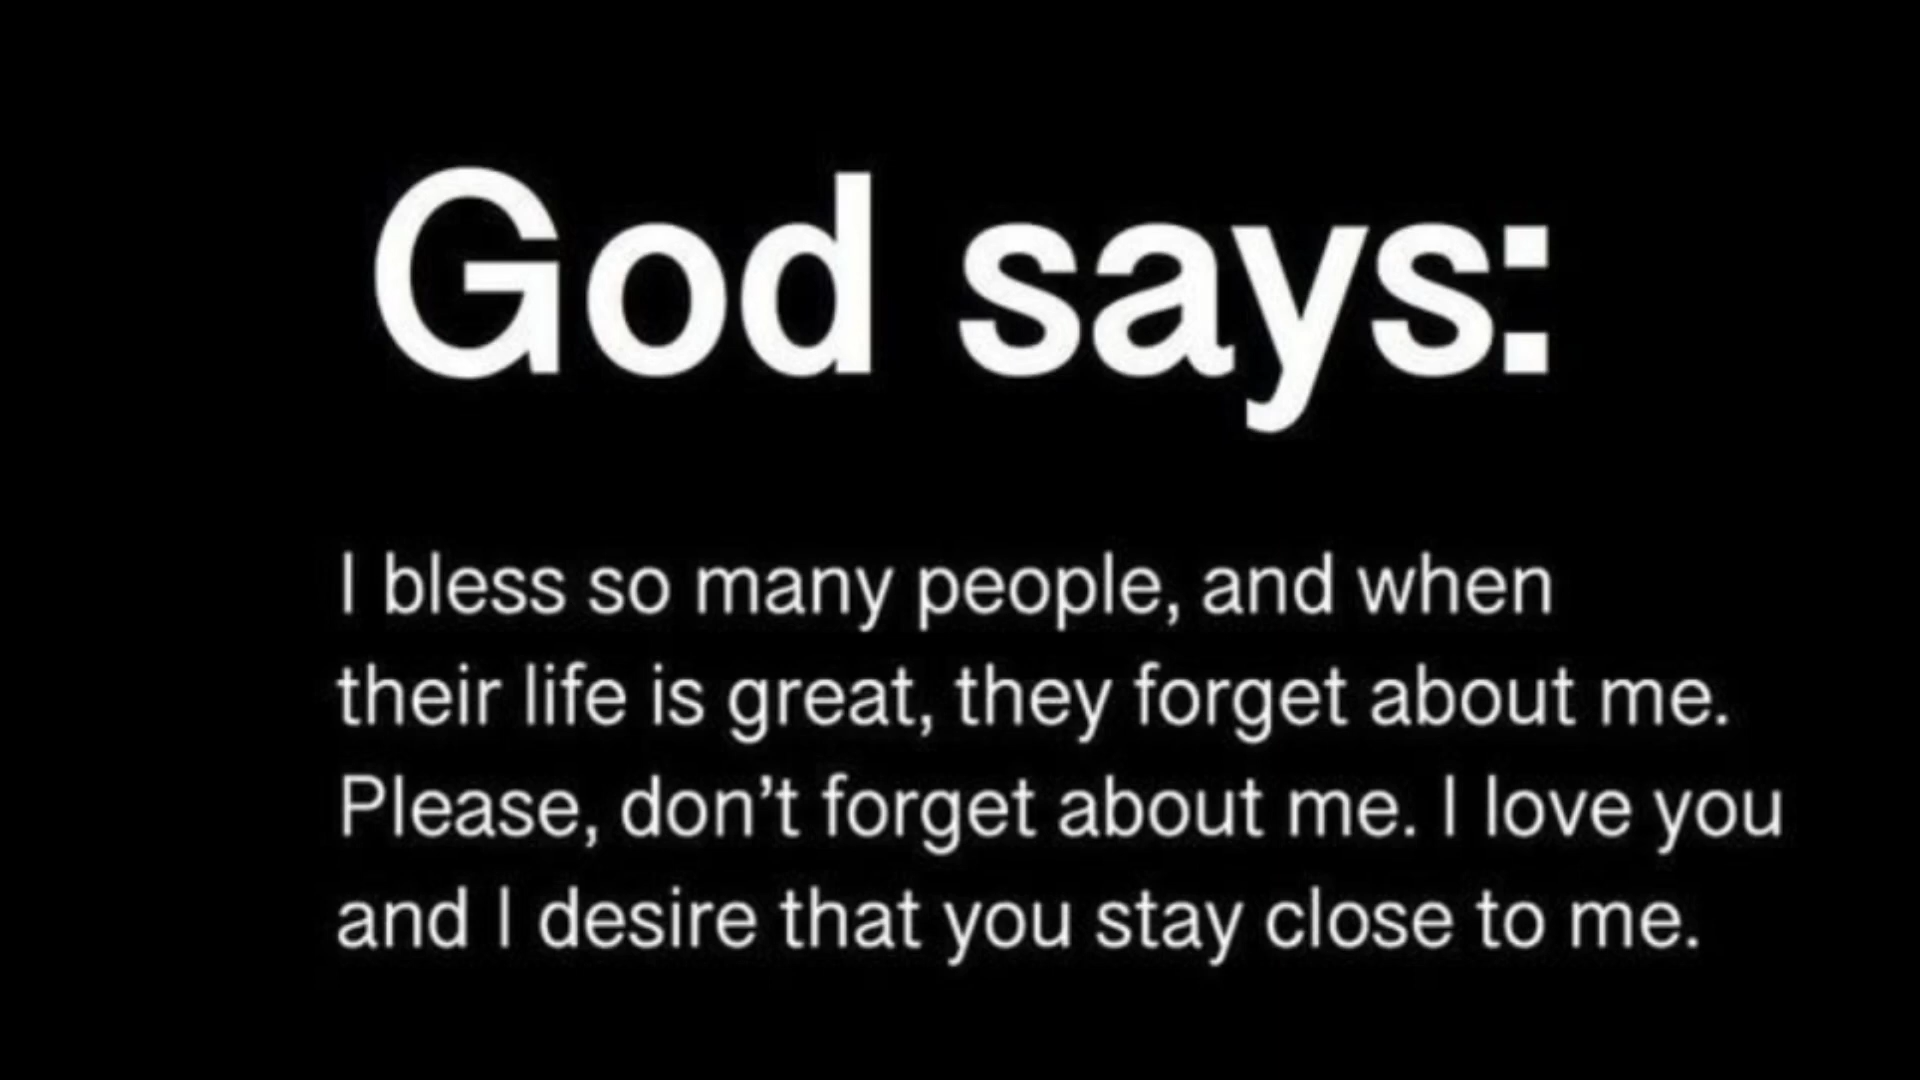 God says:
I bless so many people, and when
their life is great, they forget about me.
Please, don’t forget about me. I love you
and I desire that you stay close to me.